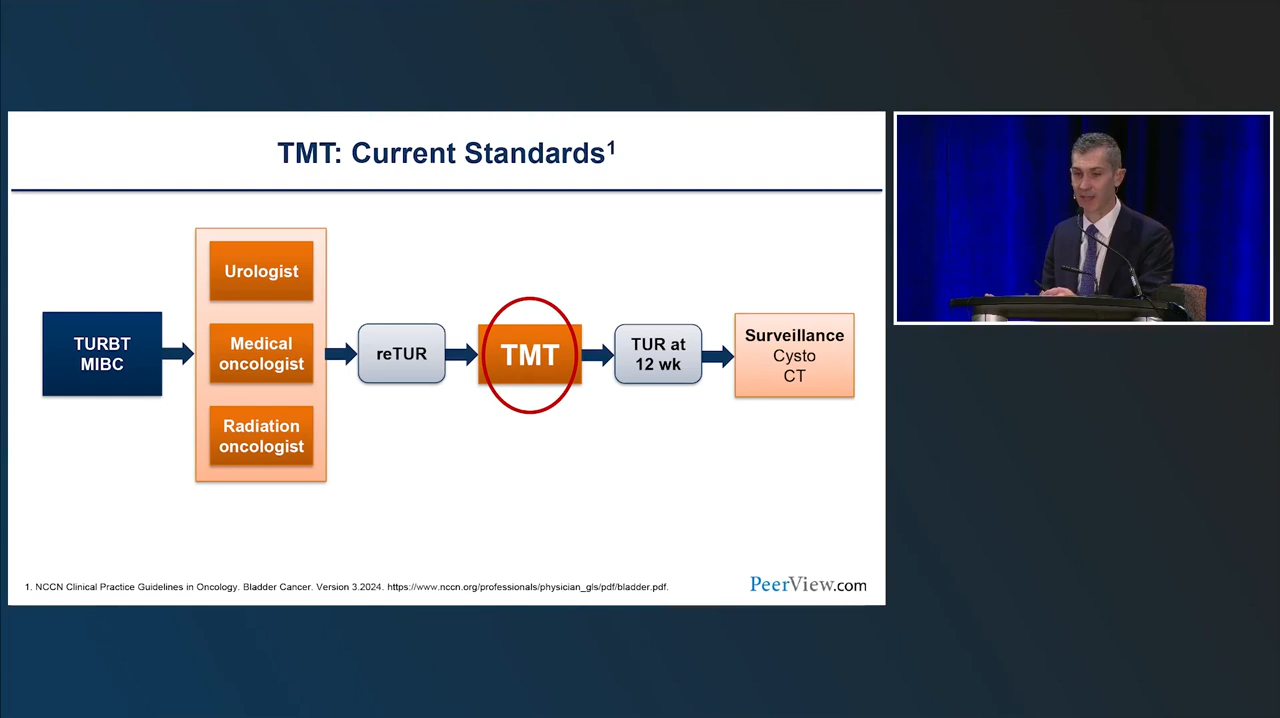 TMT: Current Standards1
TURBT
MIBC
Urologist
Medical
oncologist
Radiation
oncologist
reTUR
TMT
TUR at
12 wk
Surveillance
Cysto
CT
1. NCCN Clinical Practice Guidelines in Oncology. Bladder Cancer. Version 3.2024. https://www.nccn.org/professionals/physician_gls/pdf/bladder.pdf.
PeerView.com